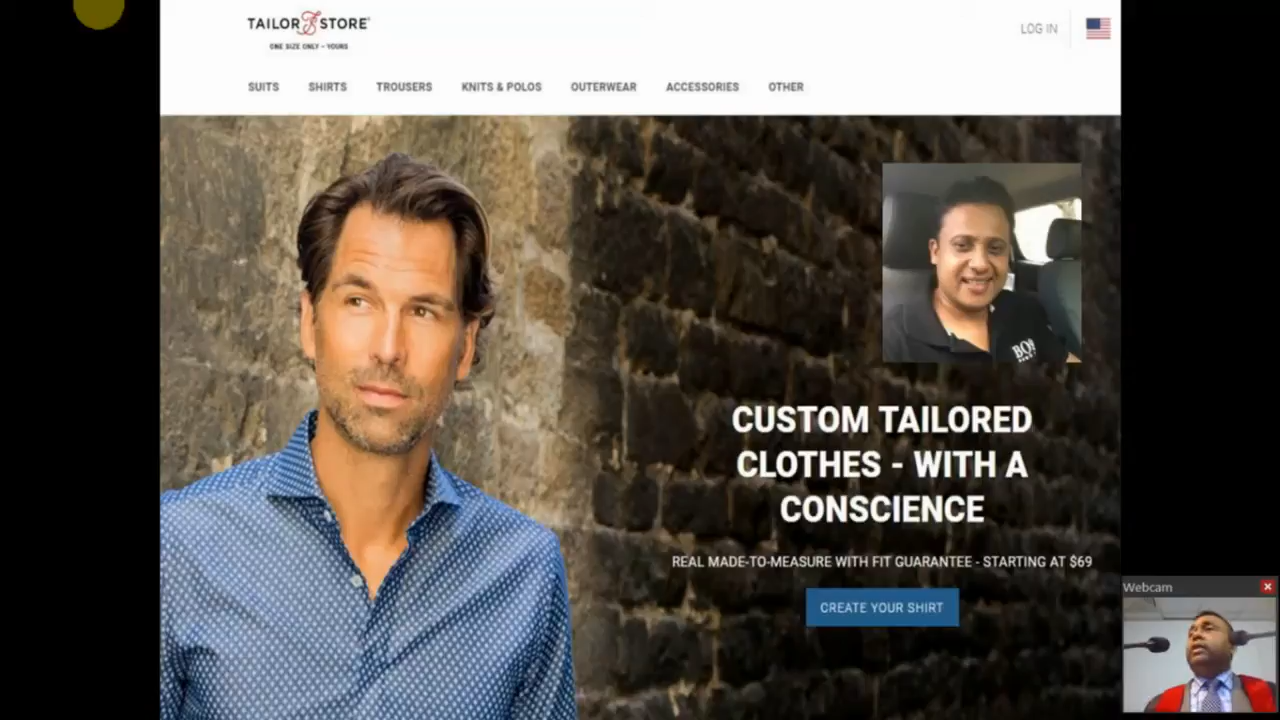 TAILOR STORE®
ONE SIZE ONLY - YOURS
LOG IN
SUITS SHIRTS TROUSERS KNITS & POLOS OUTERWEAR ACCESSORIES OTHER
CUSTOM TAILORED
CLOTHES - WITH A
CONSCIENCE
REAL MADE-TO-MEASURE WITH FIT GUARANTEE - STARTING AT $69
CREATE YOUR SHIRT
Webcam